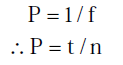 P = 1 / f
∴ P = t / n